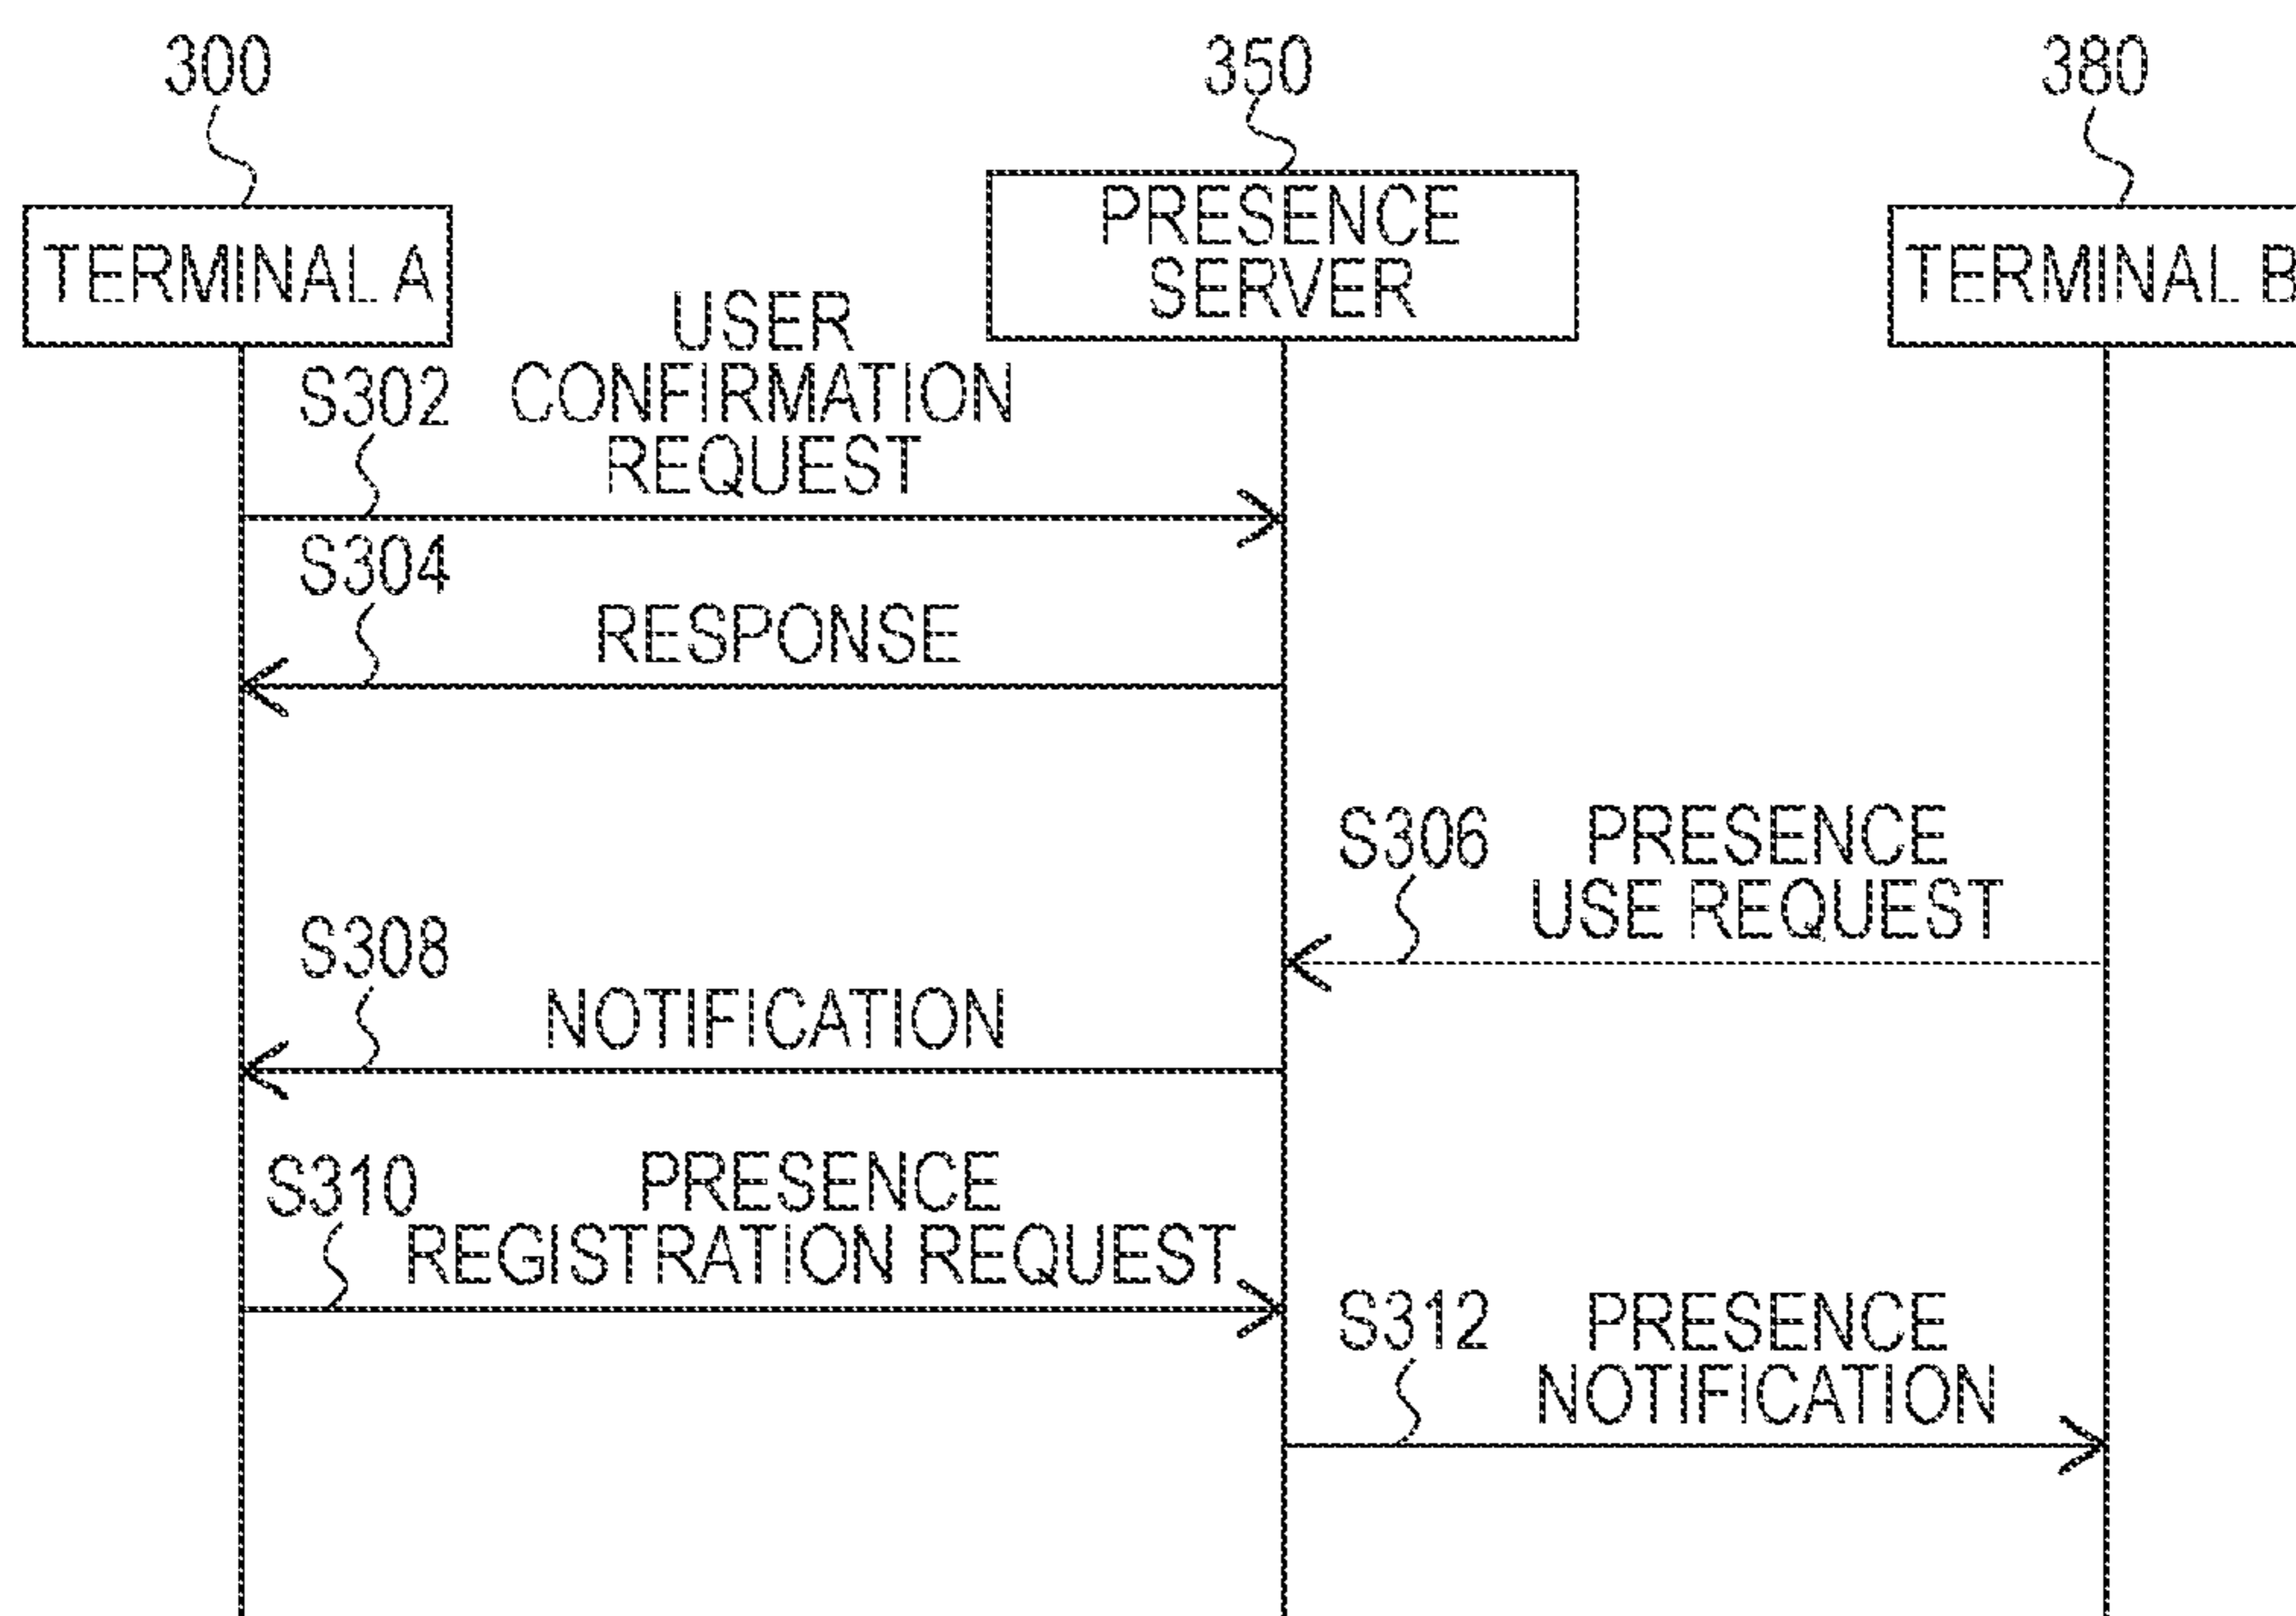 300
350
380
TERMINAL A
PRESENCE
SERVER
TERMINAL B
S302
USER
CONFIRMATION
REQUEST
S304
RESPONSE
S306
PRESENCE
USE REQUEST
S308
NOTIFICATION
S310
PRESENCE
REGISTRATION REQUEST
S312
PRESENCE
NOTIFICATION